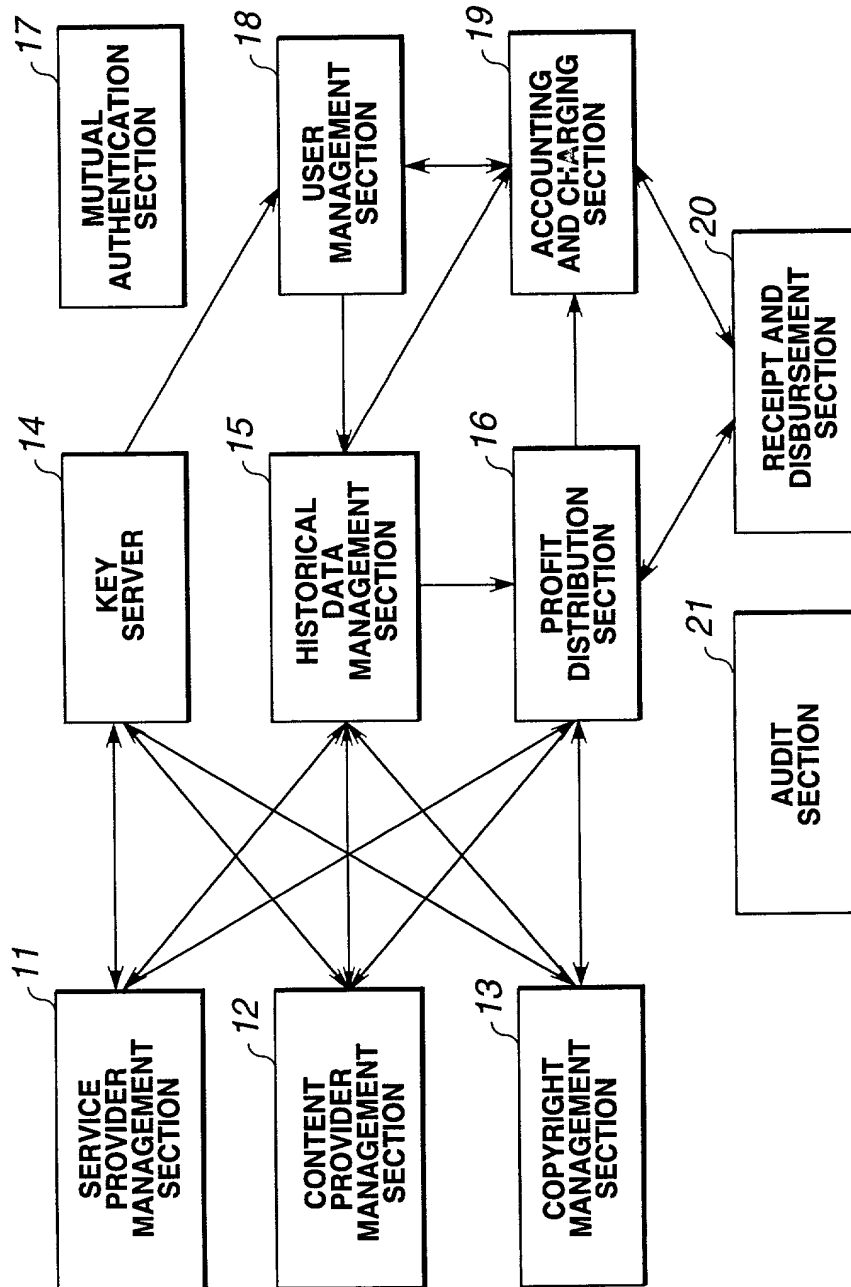 11
SERVICE
PROVIDER
MANAGEMENT
SECTION
12
CONTENT
PROVIDER
MANAGEMENT
SECTION
13
COPYRIGHT
MANAGEMENT
SECTION
14
KEY
SERVER
15
HISTORICAL
DATA
MANAGEMENT
SECTION
16
PROFIT
DISTRIBUTION
SECTION
17
MUTUAL
AUTHENTICATION
SECTION
18
USER
MANAGEMENT
SECTION
19
ACCOUNTING
AND CHARGING
SECTION
20
RECEIPT AND
DISBURSEMENT
SECTION
21
AUDIT
SECTION